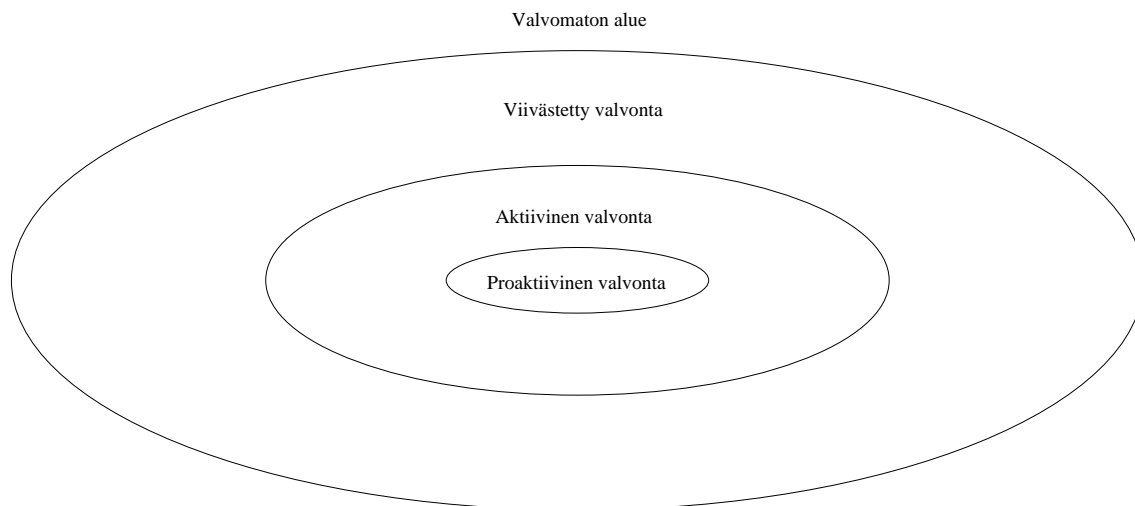 Valvomaton alue
Viivästetty valvonta
Aktiivinen valvonta
Proaktiivinen valvonta